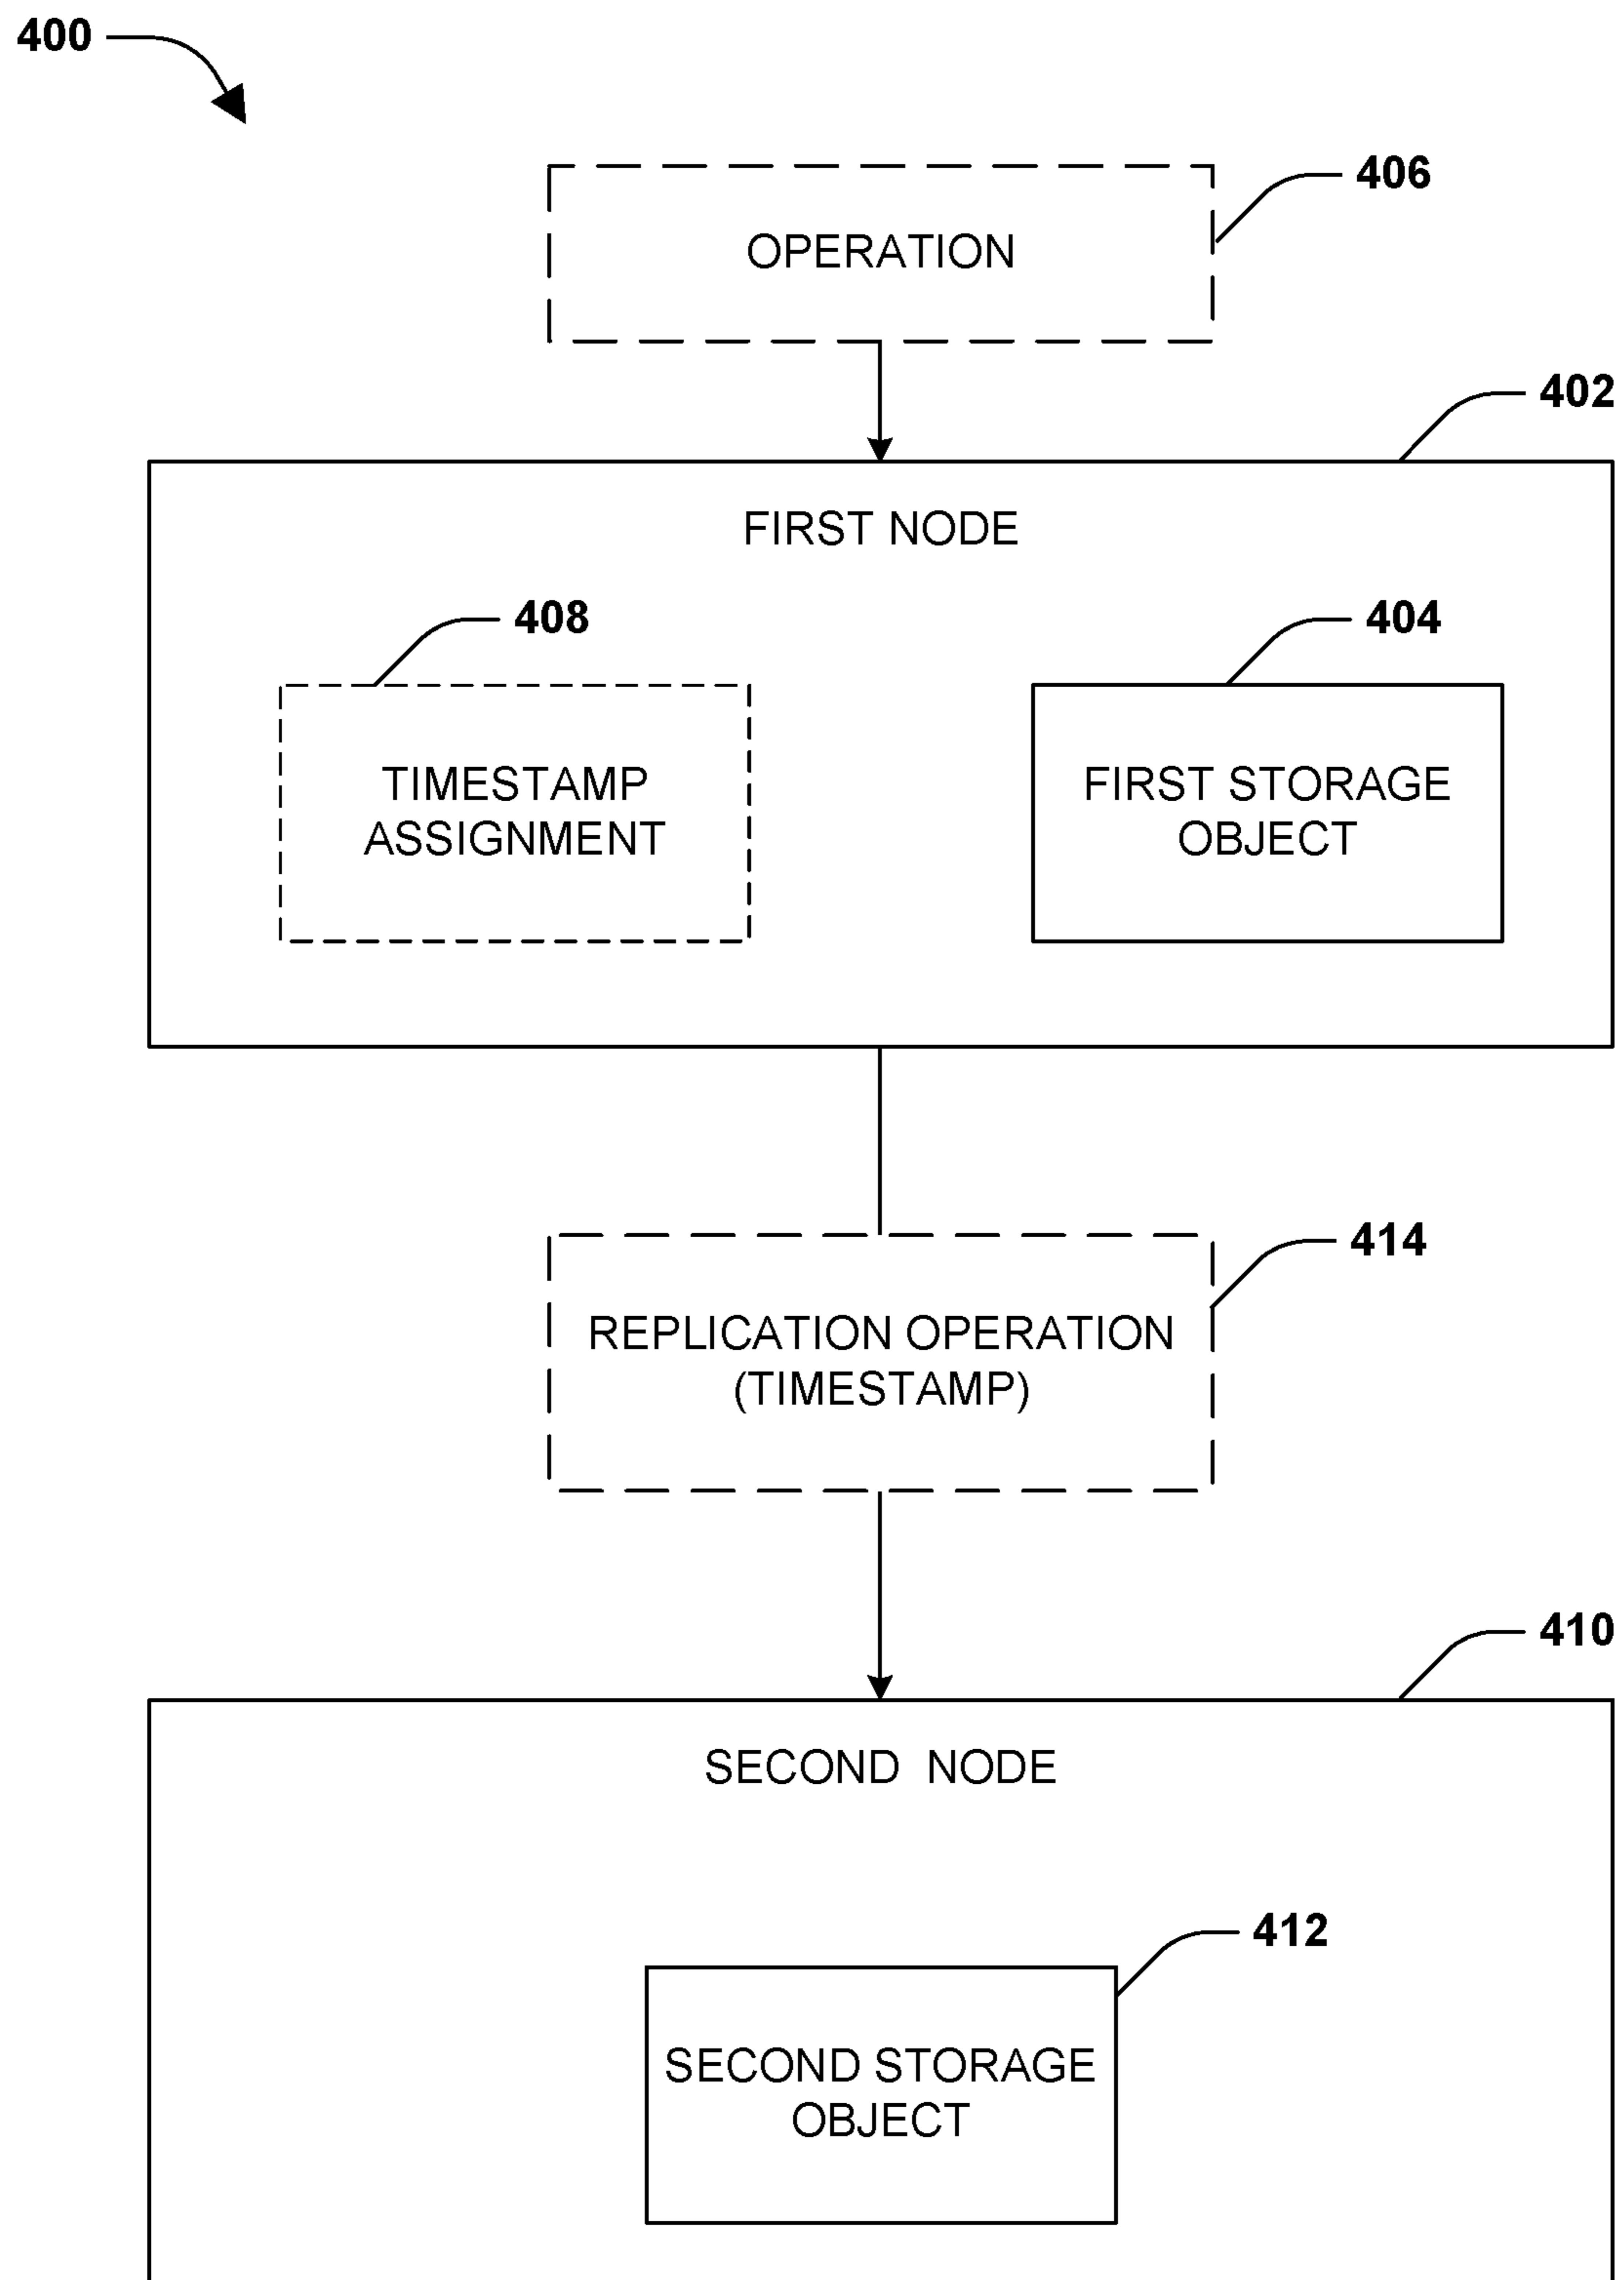 400
406
OPERATION
402
FIRST NODE
408
404
TIMESTAMP
ASSIGNMENT
FIRST STORAGE
OBJECT
414
REPLICATION OPERATION
(TIMESTAMP)
410
SECOND NODE
412
SECOND STORAGE
OBJECT